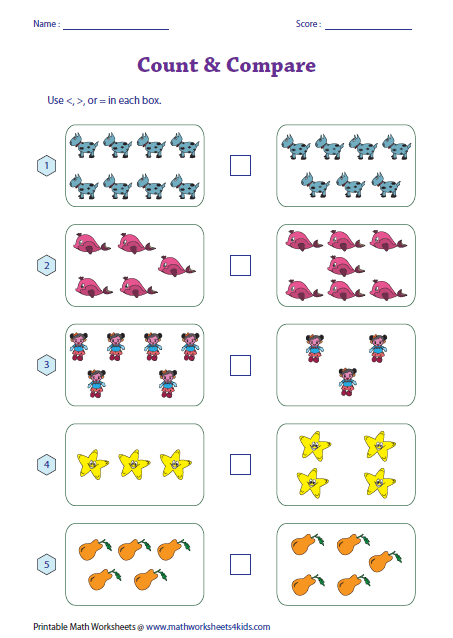 Name : Score :
Count & Compare
Use <, >, or = in each box.
1
2
3
4
5
Printable Math Worksheets @ www.mathworksheets4kids.com